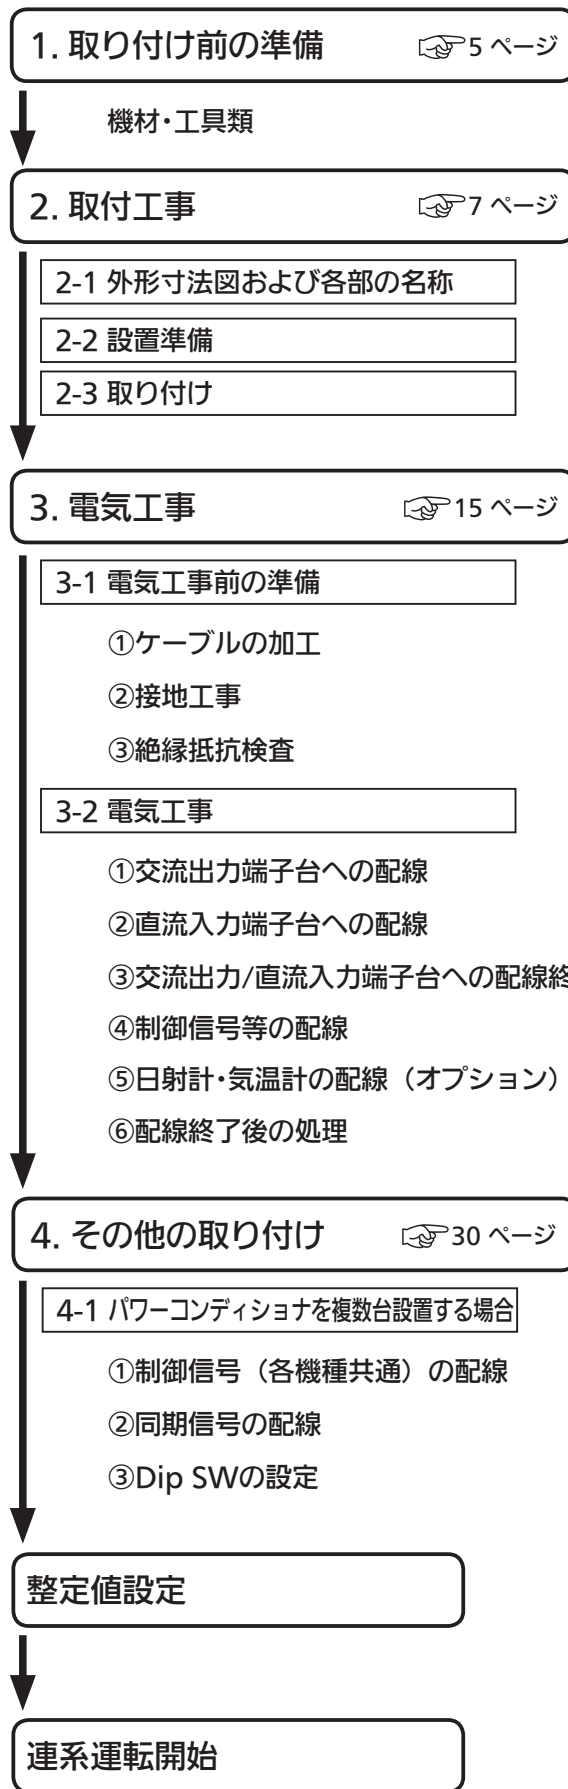 1. 取り付け前の準備 ☞5 ページ
機材・工具類
2. 取付工事 ☞7 ページ
2-1 外形寸法図および各部の名称
2-2 設置準備
2-3 取り付け
3. 電気工事 ☞15 ページ
3-1 電気工事前の準備
①ケーブルの加工
②接地工事
③絶縁抵抗検査
3-2 電気工事
①交流出力端子台への配線
②直流入力端子台への配線
③交流出力/直流入力端子台への配線終
④制御信号等の配線
⑤日射計・気温計の配線（オプション）
⑥配線終了後の処理
4. その他の取り付け ☞30 ページ
4-1 パワーコンディショナを複数台設置する場合
①制御信号（各機種共通）の配線
②同期信号の配線
③Dip SWの設定
整定値設定
連系運転開始